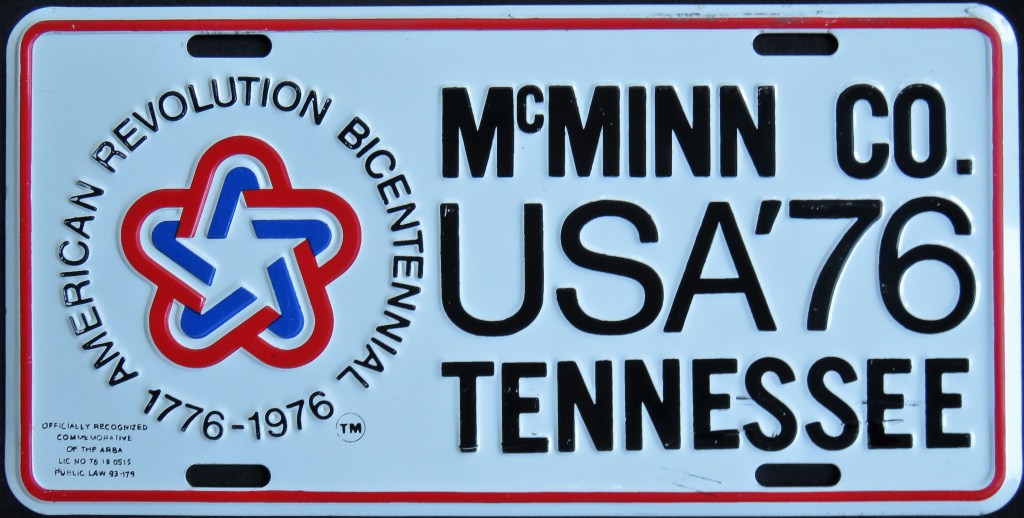 AMERICAN REVOLUTION BICENTENNIAL
1776-1976
TM
OFFICIALLY RECOGNIZED
COMMEMORATIVE
OF THE ARBA
LIC NO 76 19 0515
PUBLIC LAW 93-179
McMINN CO.
USA'76
TENNESSEE